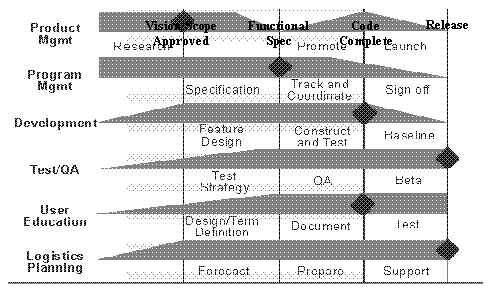 Product
Mgmt
Vision/Scope
Approved
Functional
Spec
Code
Complete
Release
Research
Promote
Launch
Program
Mgmt
Specification
Track and
Coordinate
Sign off
Development
Feature
Design
Construct
and Test
Baseline
Test/QA
Test
Strategy
QA
Beta
User
Education
Design/Term
Definition
Document
Test
Logistics
Planning
Forecast
Prepare
Support